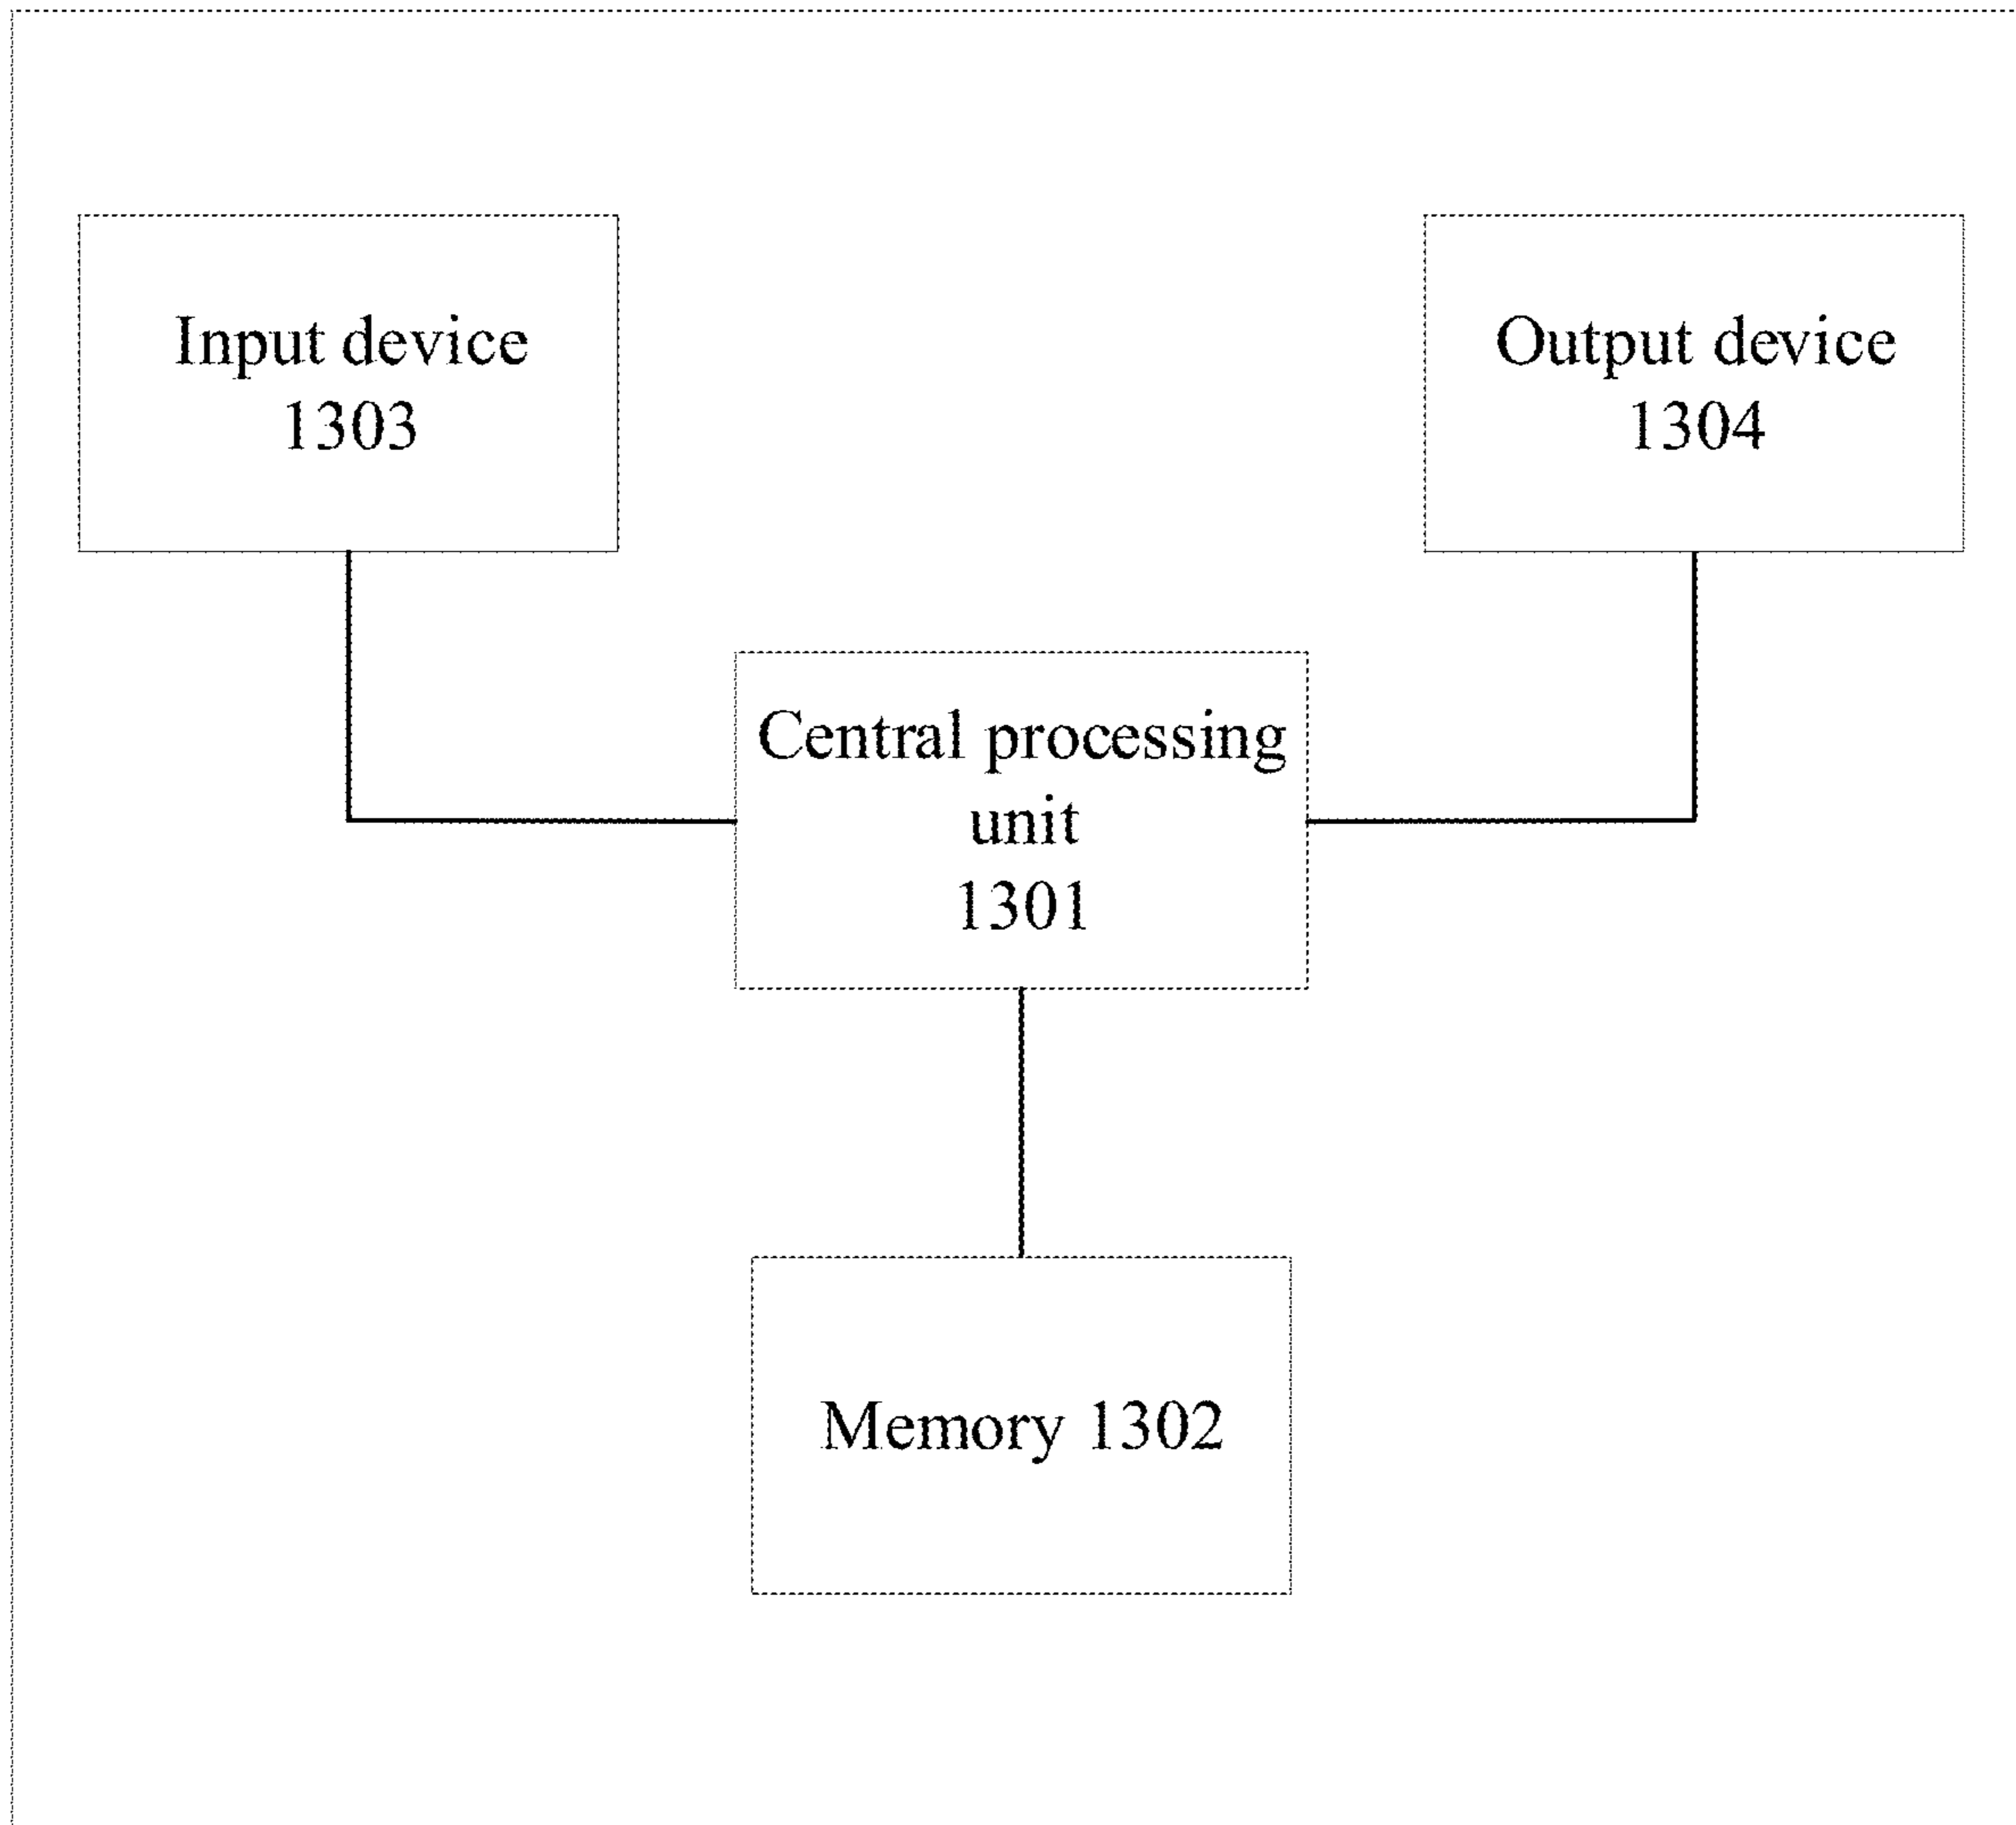 Input device
1303
Output device
1304
Central processing
unit
1301
Memory 1302